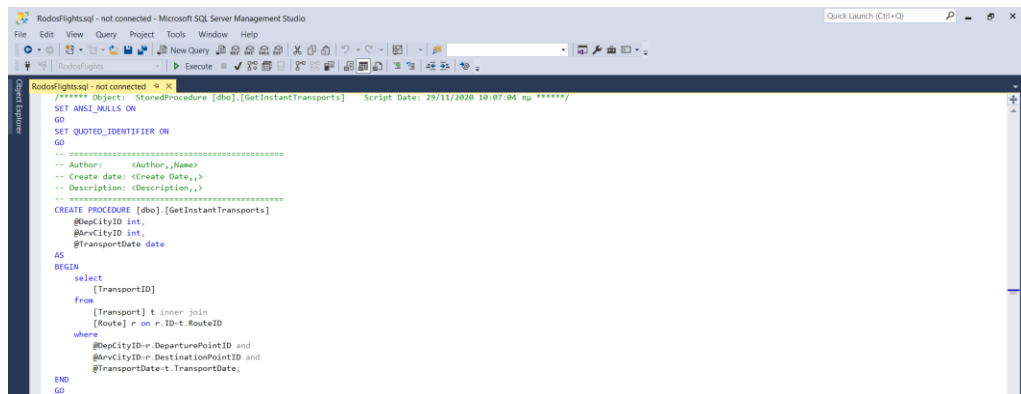 RodosFlights.sql - not connected - Microsoft SQL Server Management Studio
Quick Launch (Ctrl+Q)
File Edit View Query Project Tools Window Help
New Query
RodosFlights
Execute
Object Explorer
RodosFlights.sql - not connected
/****** Object:  StoredProcedure [dbo].[GetInstantTransports]    Script Date: 29/11/2020 10:07:04 πμ ******/
SET ANSI_NULLS ON
GO
SET QUOTED_IDENTIFIER ON
GO
-- =============================================
-- Author:		<Author,,Name>
-- Create date: <Create Date,,>
-- Description:	<Description,,>
-- =============================================
CREATE PROCEDURE [dbo].[GetInstantTransports]
@DepCityID int,
@ArvCityID int,
@TransportDate date
AS
BEGIN
select
[TransportID]
from
[Transport] t inner join
[Route] r on r.ID=t.RouteID
where
@DepCityID=r.DeparturePointID and
@ArvCityID=r.DestinationPointID and
@TransportDate=t.TransportDate;
END
GO